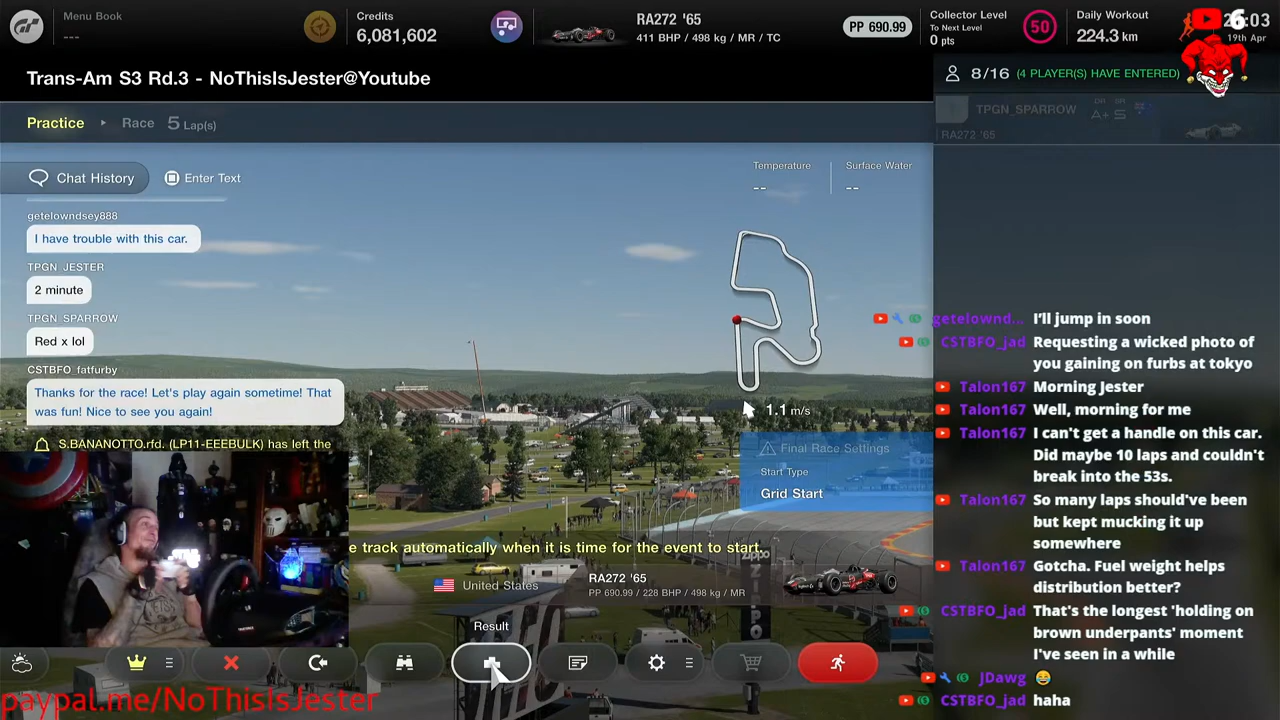 Menu Book
---
Credits
6,081,602
RA272 '65
411 BHP / 498 kg / MR / TC
PP 690.99
Collector Level
To Next Level
0 pts
50
Daily Workout
224.3 km
6
:03
19th Apr
Trans-Am S3 Rd.3 - NoThisIsJester@Youtube
8/16 (4 PLAYER(S) HAVE ENTERED)
Practice
Race 5 Lap(s)
TPGN_SPARROW
DR
A+
S
RA272 '65
Chat History
Enter Text
Temperature
--
Surface Water
--
getelowndsey888
I have trouble with this car.
TPGN_JESTER
2 minute
TPGN_SPARROW
Red x lol
CSTBFO_fatfurby
Thanks for the race! Let's play again sometime! That
was fun! Nice to see you again!
S.BANANOTTO.rfd. (LP11-EEEBULK) has left the
1.1 m/s
Final Race Settings
Start Type
Grid Start
e track automatically when it is time for the event to start.
United States
RA272 '65
PP 690.99 / 228 BHP / 498 kg / MR
zippo
Result
getelownd... I'll jump in soon
CSTBFO_jad Requesting a wicked photo of
you gaining on furbs at tokyo
Talon167 Morning Jester
Talon167 Well, morning for me
Talon167 I can't get a handle on this car.
Did maybe 10 laps and couldn't
break into the 53s.
Talon167 So many laps should've been
but kept mucking it up
somewhere
Talon167 Gotcha. Fuel weight helps
distribution better?
CSTBFO_jad That's the longest 'holding on
brown underpants' moment
I've seen in a while
JDawg 😂
CSTBFO_jad haha
paypal.me/NoThisIsJester